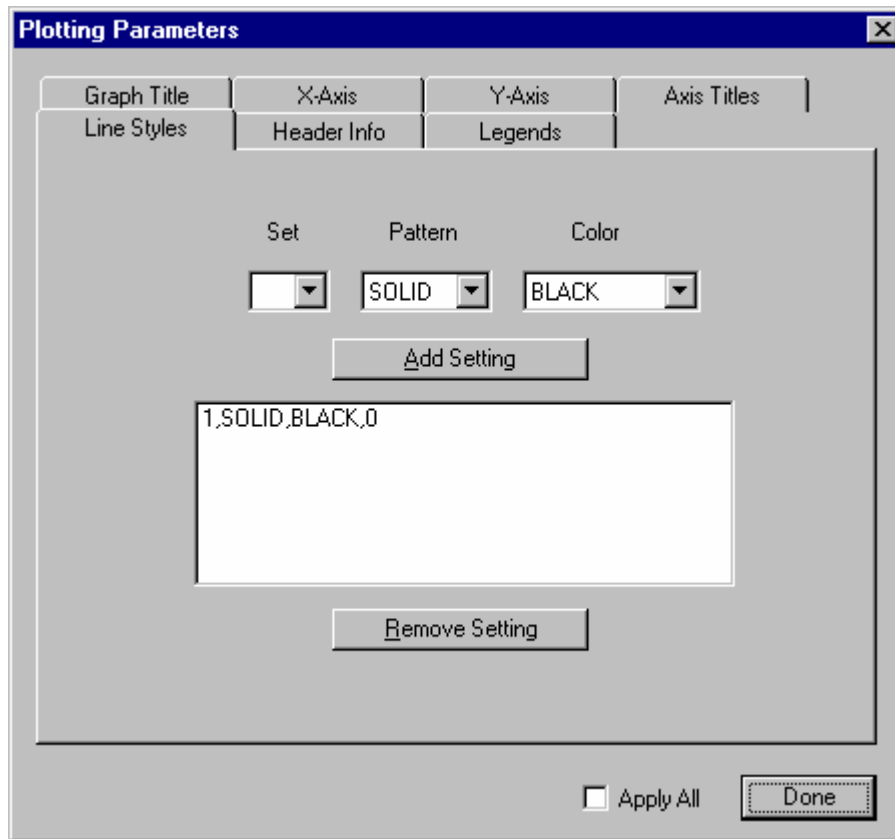 Plotting Parameters
Graph Title X-Axis Y-Axis Axis Titles
Line Styles Header Info Legends
Set Pattern Color
SOLID BLACK
Add Setting
1,SOLID,BLACK,0
Remove Setting
Apply All Done